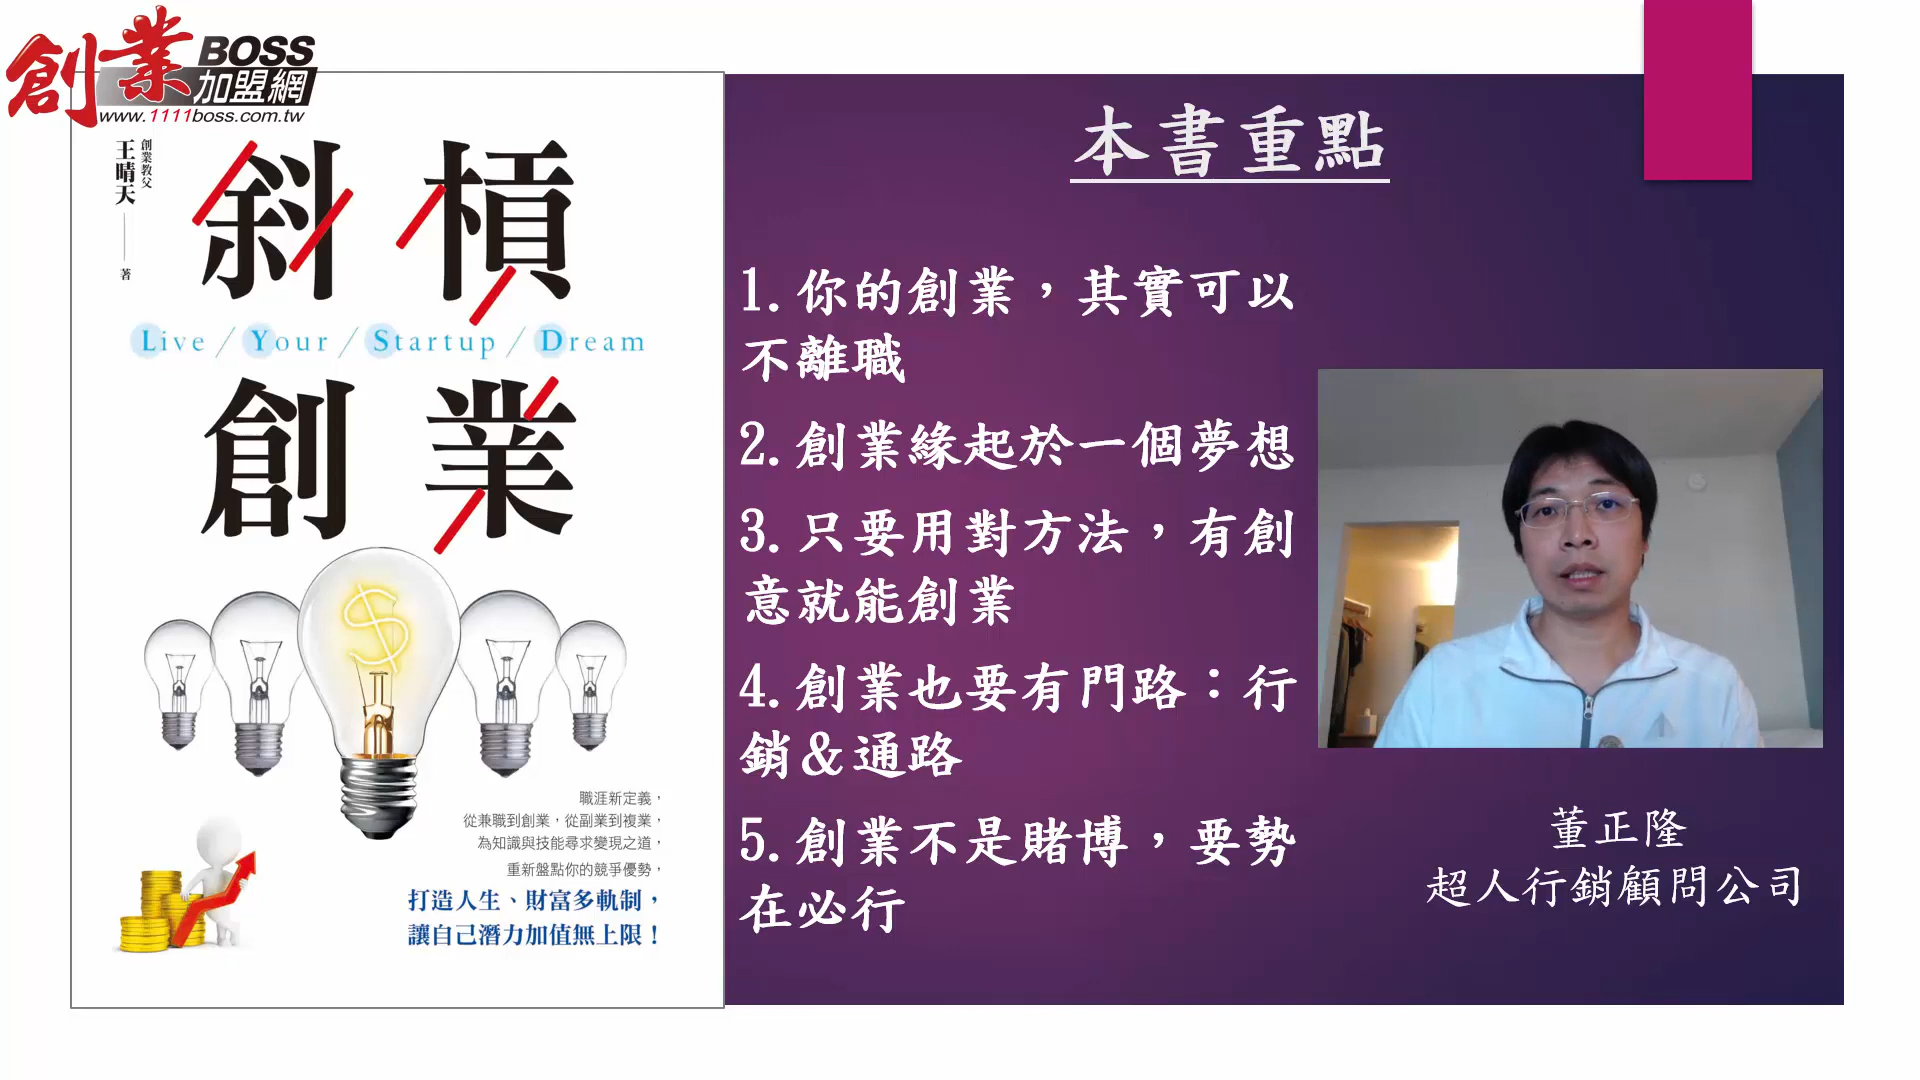 創業BOSS
加盟網
www.1111boss.com.tw
創業教父
王晴天
著
斜槓
Live / Your / Startup / Dream
創業
職涯新定義，
從兼職到創業，從副業到複業，
為知識與技能尋求變現之道，
重新盤點你的競爭優勢，
打造人生、財富多軌制，
讓自己潛力加值無上限！
本書重點
1.你的創業，其實可以
不離職
2.創業緣起於一個夢想
3.只要用對方法，有創
意就能創業
4.創業也要有門路：行
銷＆通路
5.創業不是賭博，要勢
在必行
董正隆
超人行銷顧問公司